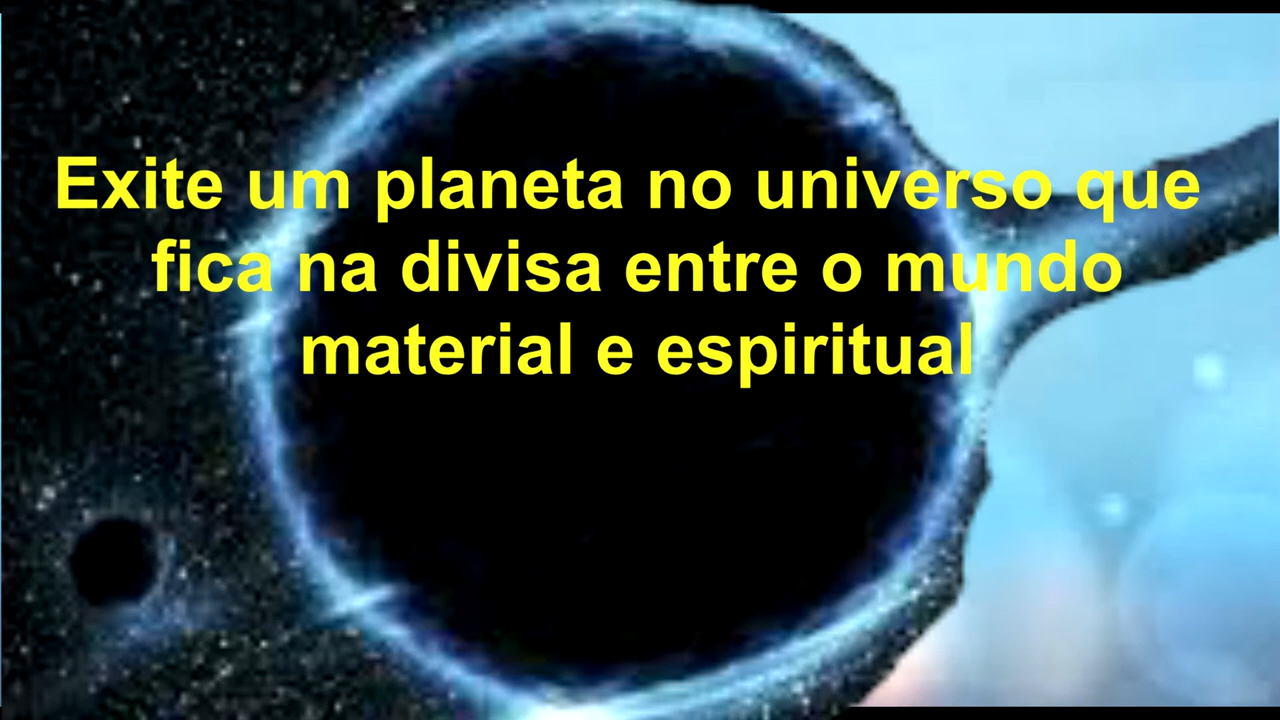 Exite um planeta no universo que
fica na divisa entre o mundo
material e espiritual